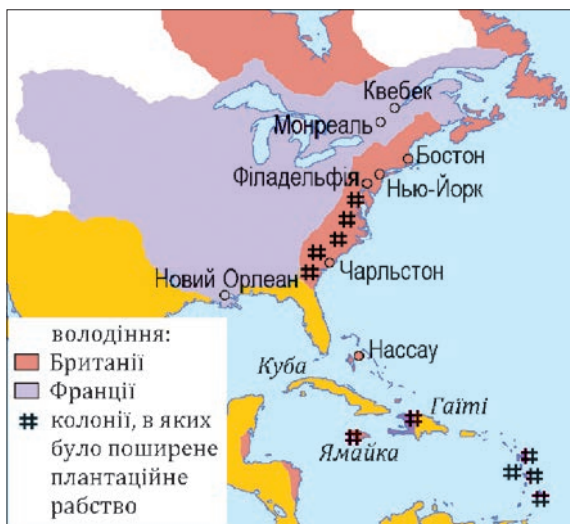 Квебек
Монреаль
Бостон
Філадельфія
Нью-Йорк
Чарльстон
Новий Орлеан
Нассау
Куба
Гаїті
Ямайка
володіння:
Британії
Франції
колонії, в яких
було поширене
плантаційне
рабство